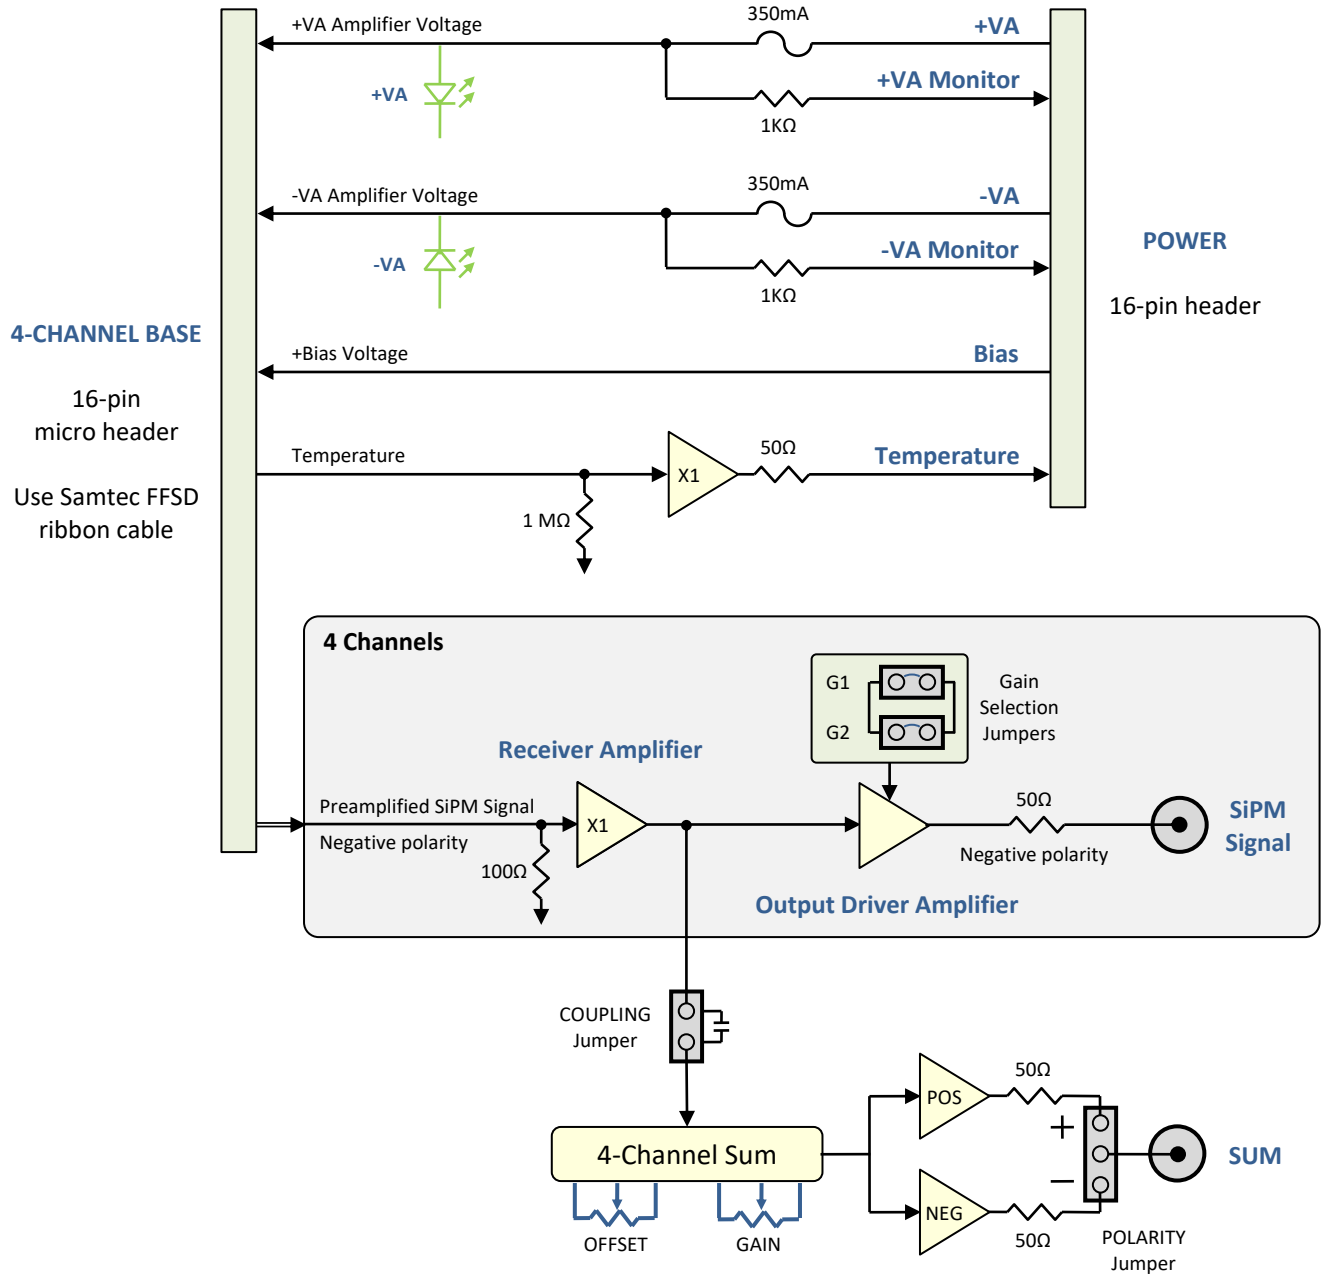 350mA
+VA Amplifier Voltage
+VA
+VA Monitor
+VA
1KΩ
350mA
-VA Amplifier Voltage
-VA
-VA Monitor
-VA
1KΩ
POWER
16-pin header
4-CHANNEL BASE
16-pin
micro header
Use Samtec FFSD
ribbon cable
+Bias Voltage
Bias
Temperature
X1
50Ω
Temperature
1 MΩ
4 Channels
G1
G2
Gain
Selection
Jumpers
Receiver Amplifier
Preamplified SiPM Signal
Negative polarity
X1
100Ω
50Ω
Negative polarity
SiPM
Signal
Output Driver Amplifier
COUPLING
Jumper
4-Channel Sum
OFFSET
GAIN
POS
50Ω
+
−
NEG
50Ω
SUM
POLARITY
Jumper